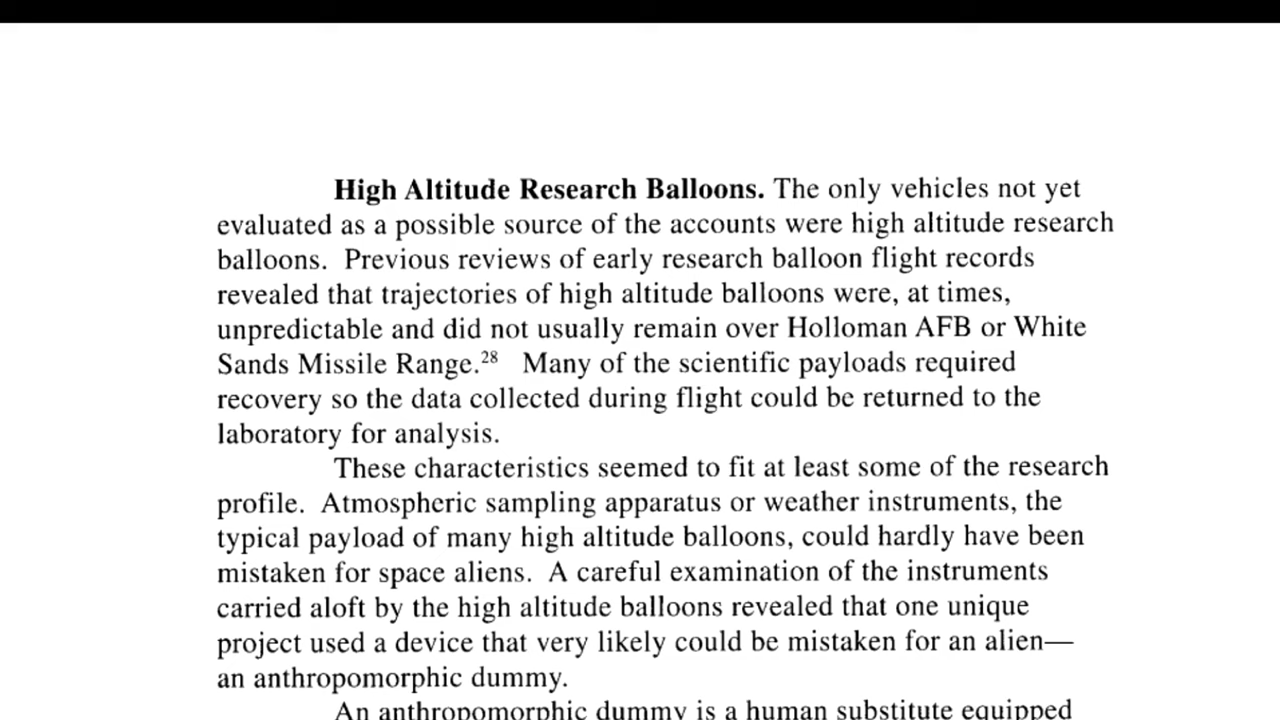 High Altitude Research Balloons. The only vehicles not yet
evaluated as a possible source of the accounts were high altitude research
balloons. Previous reviews of early research balloon flight records
revealed that trajectories of high altitude balloons were, at times,
unpredictable and did not usually remain over Holloman AFB or White
Sands Missile Range.28 Many of the scientific payloads required
recovery so the data collected during flight could be returned to the
laboratory for analysis.
These characteristics seemed to fit at least some of the research
profile. Atmospheric sampling apparatus or weather instruments, the
typical payload of many high altitude balloons, could hardly have been
mistaken for space aliens. A careful examination of the instruments
carried aloft by the high altitude balloons revealed that one unique
project used a device that very likely could be mistaken for an alien—
an anthropomorphic dummy.
An anthropomorphic dummy is a human substitute equipped